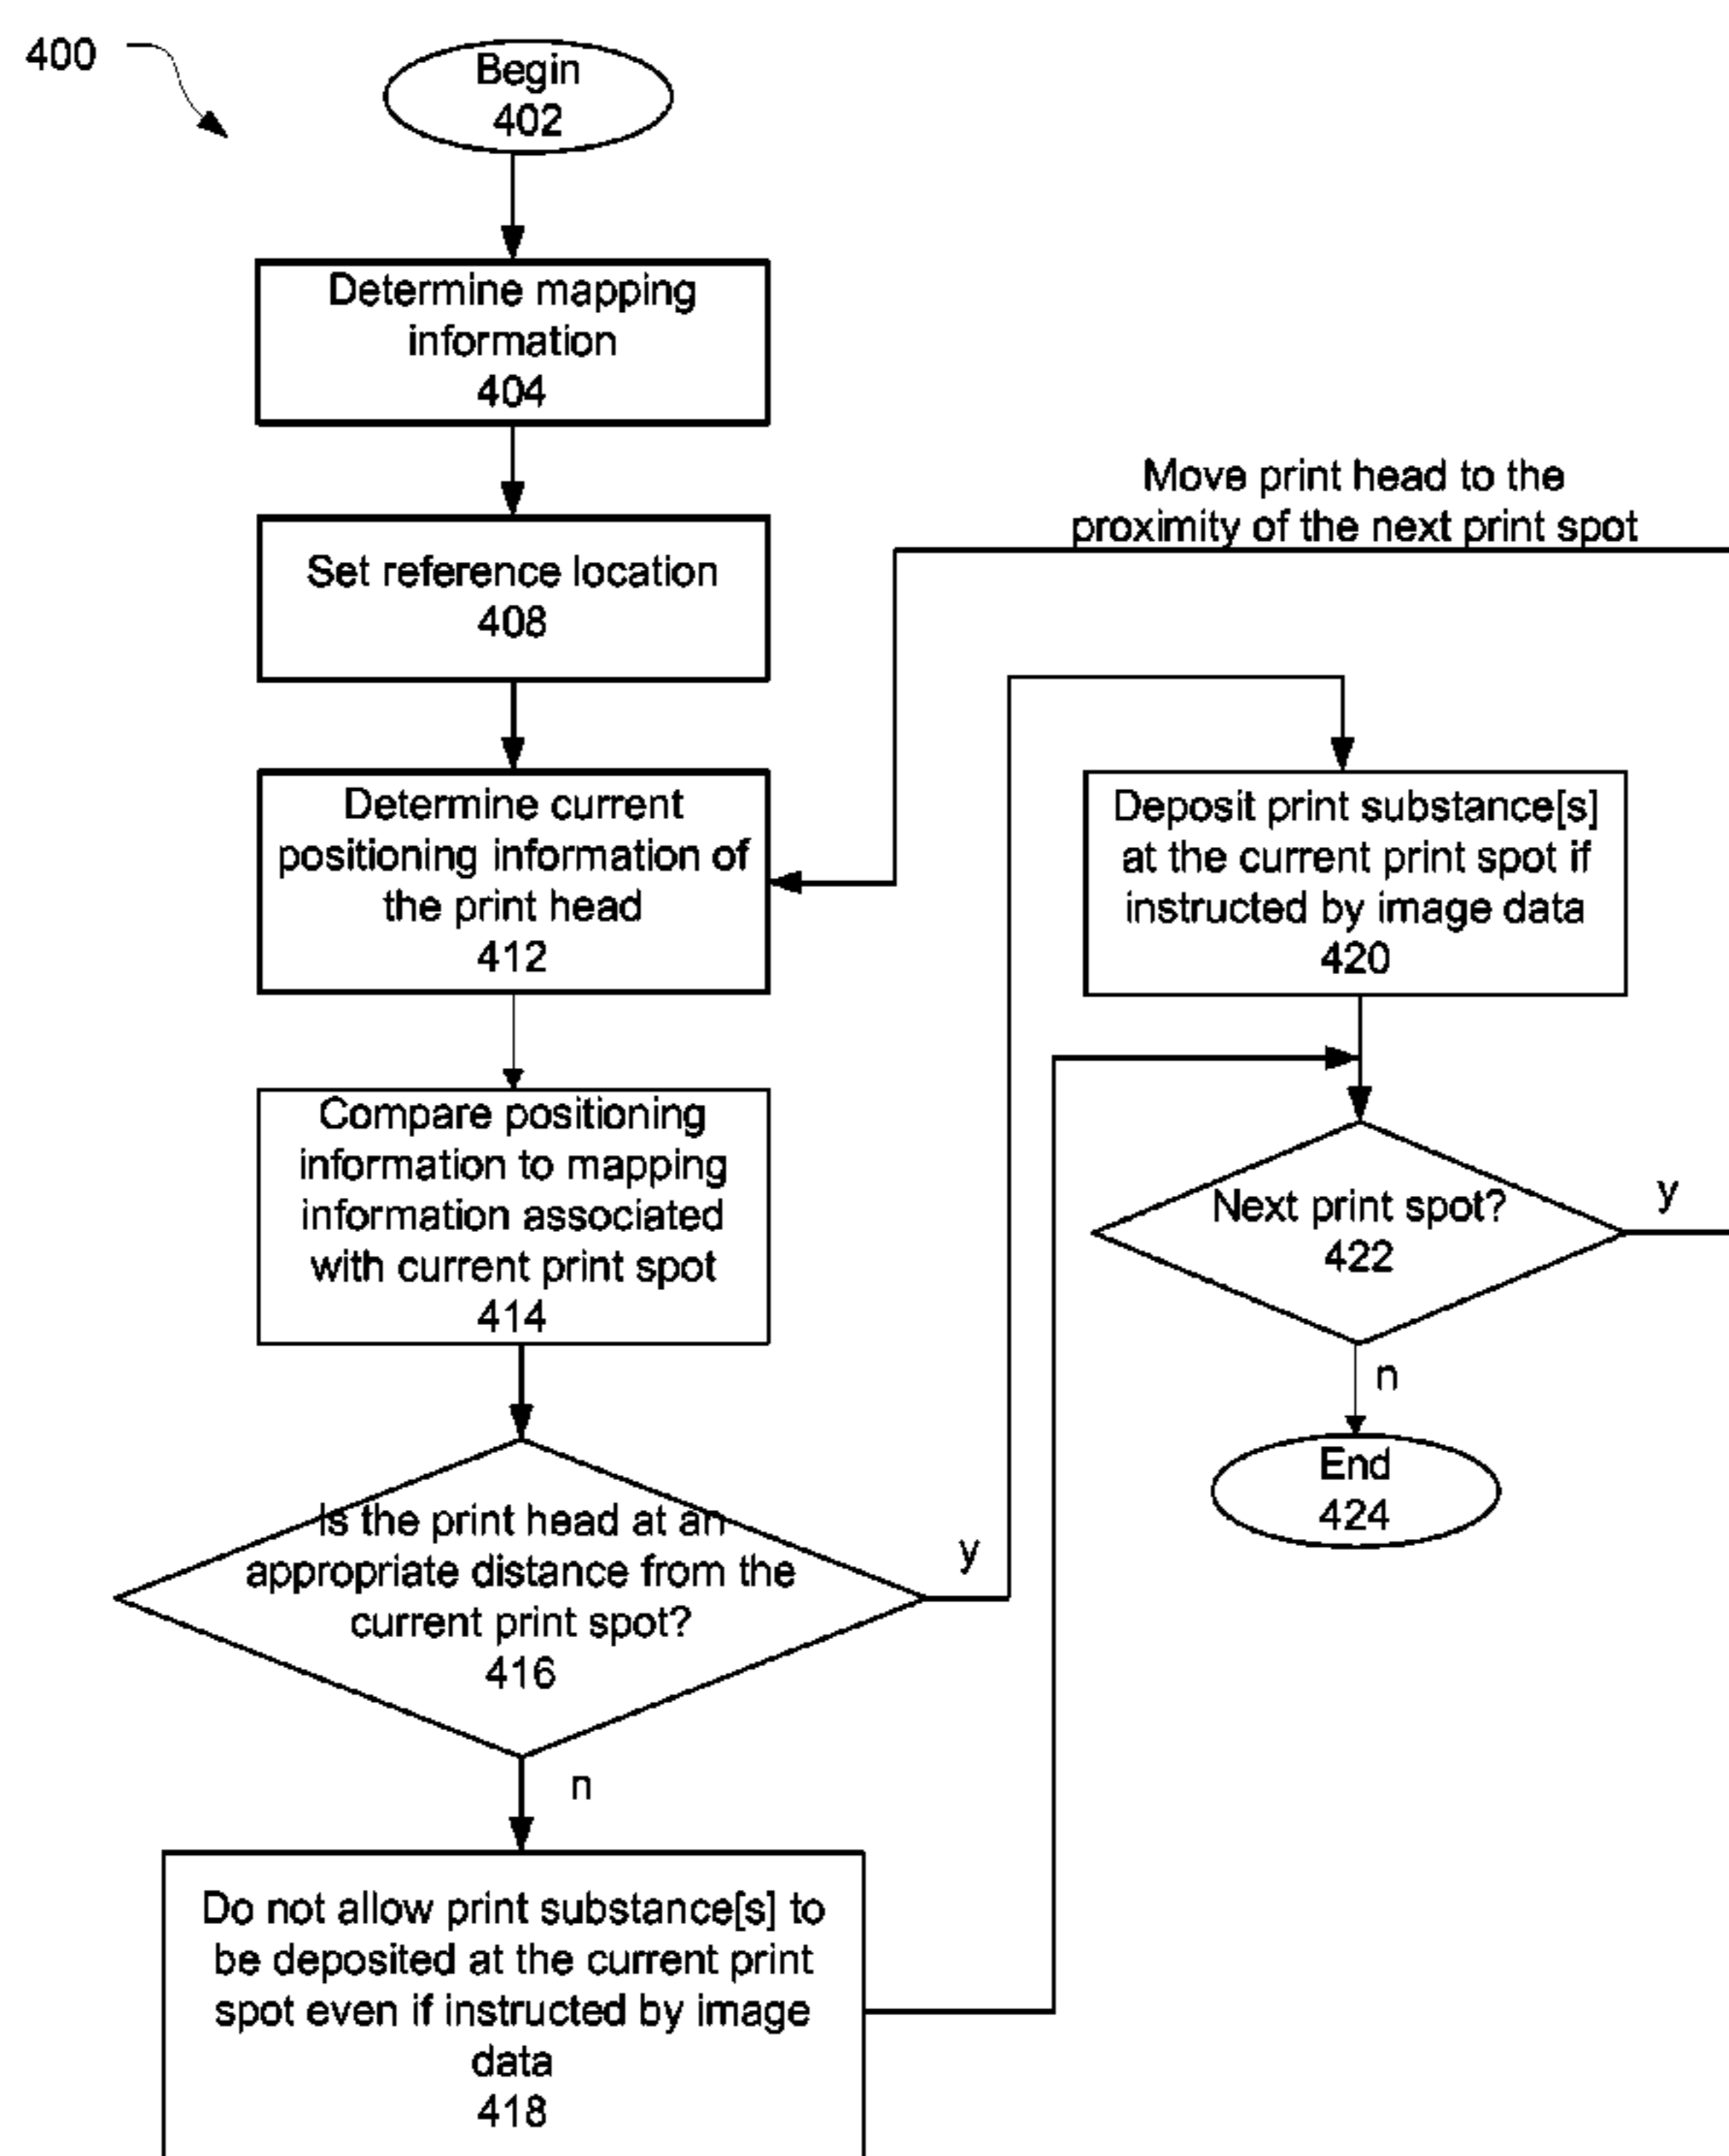 400
Begin
402
Determine mapping
information
404
Set reference location
408
Determine current
positioning information of
the print head
412
Compare positioning
information to mapping
information associated
with current print spot
414
Is the print head at an
appropriate distance from the
current print spot?
416
y
n
Do not allow print substance[s] to
be deposited at the current print
spot even if instructed by image
data
418
Move print head to the
proximity of the next print spot
Deposit print substance[s]
at the current print spot if
instructed by image data
420
Next print spot?
422
y
n
End
424